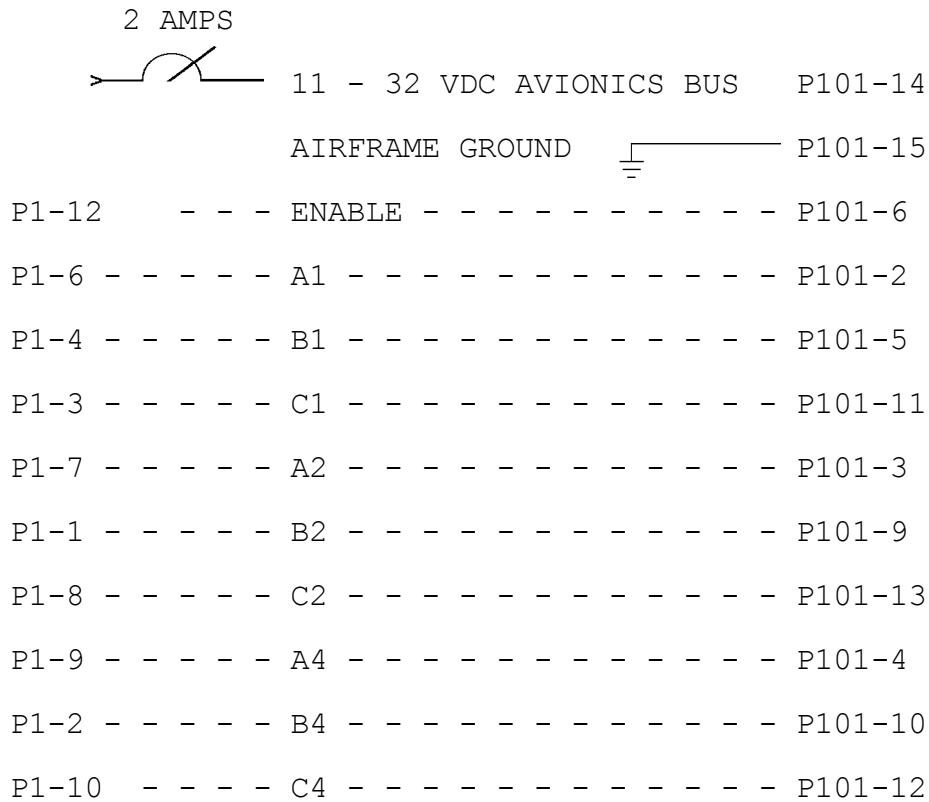 2 AMPS
11 - 32 VDC AVIONICS BUS P101-14
AIRFRAME GROUND P101-15
P1-12 - - - ENABLE - - - - - - - - - - P101-6
P1-6 - - - - - A1 - - - - - - - - - - - - P101-2
P1-4 - - - - - B1 - - - - - - - - - - - - P101-5
P1-3 - - - - - C1 - - - - - - - - - - - - P101-11
P1-7 - - - - - A2 - - - - - - - - - - - - P101-3
P1-1 - - - - - B2 - - - - - - - - - - - - P101-9
P1-8 - - - - - C2 - - - - - - - - - - - - P101-13
P1-9 - - - - - A4 - - - - - - - - - - - - P101-4
P1-2 - - - - - B4 - - - - - - - - - - - - P101-10
P1-10 - - - - C4 - - - - - - - - - - - - P101-12